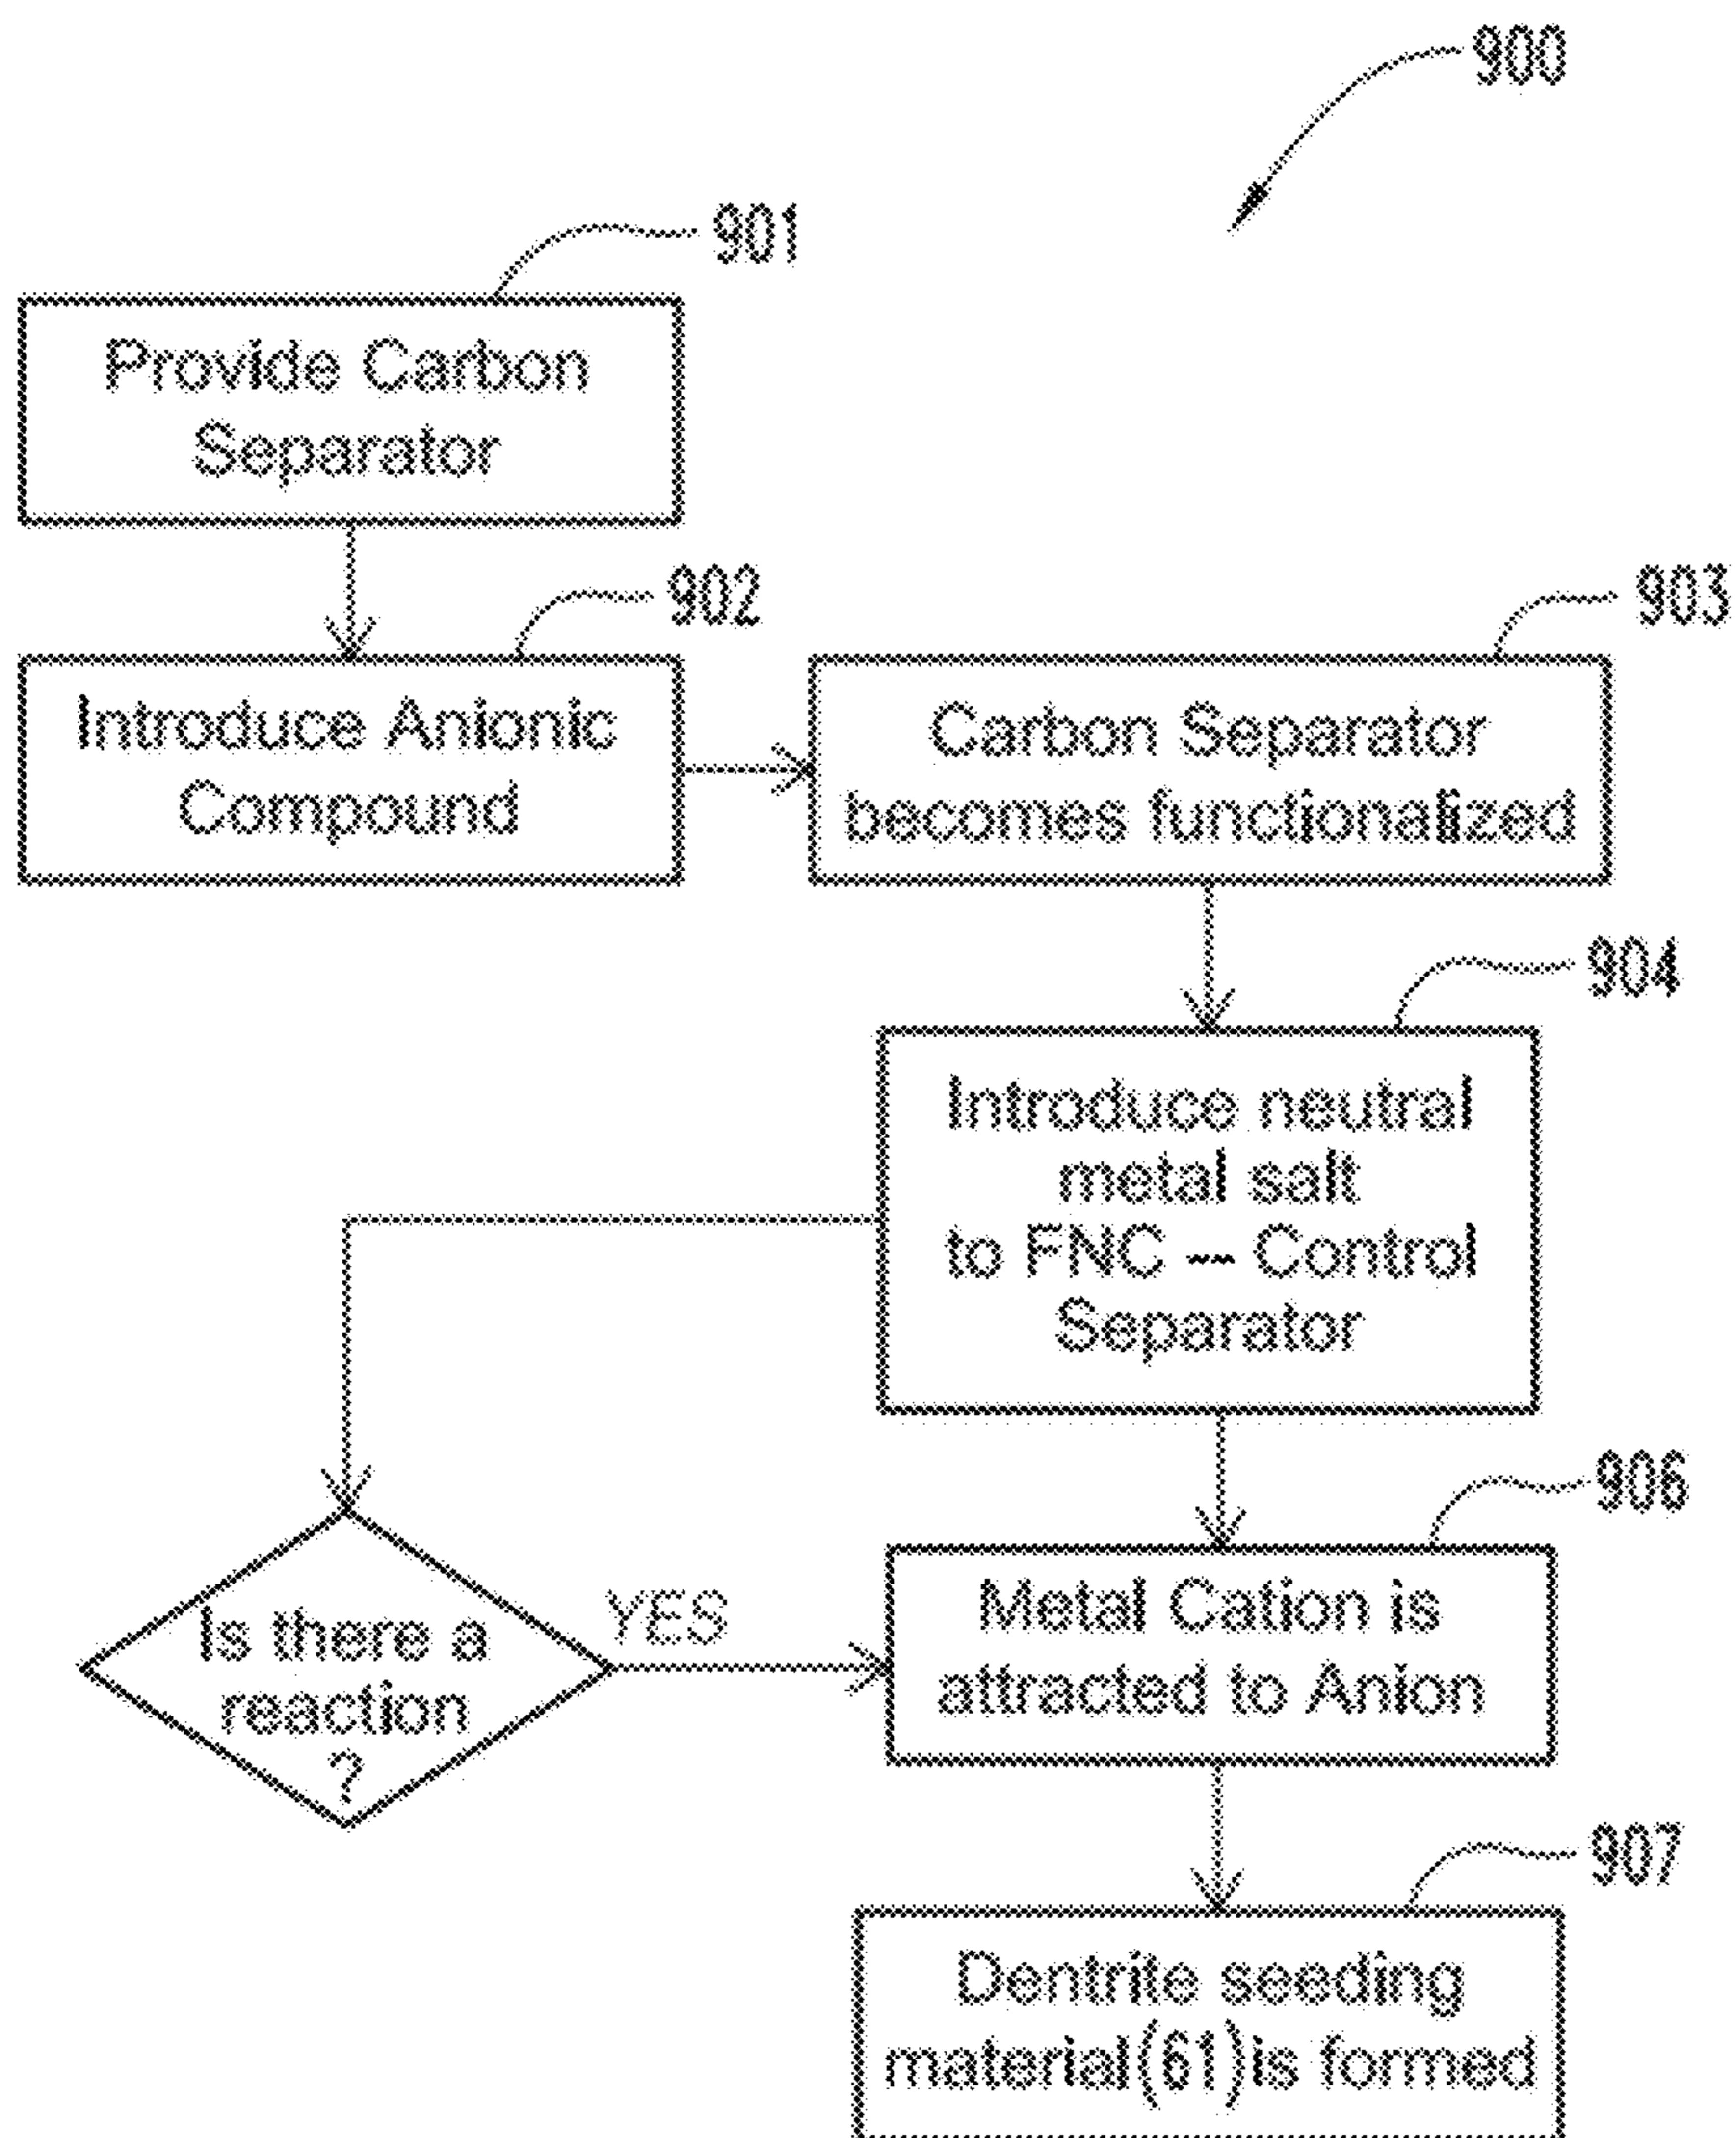 900
901
Provide Carbon
Separator
902
Introduce Anionic
Compound
903
Carbon Separator
becomes functionalized
904
Introduce neutral
metal salt
to FNC -- Control
Separator
Is there a
reaction
?
YES
906
Metal Cation is
attracted to Anion
907
Dentrite seeding
material(61)is formed